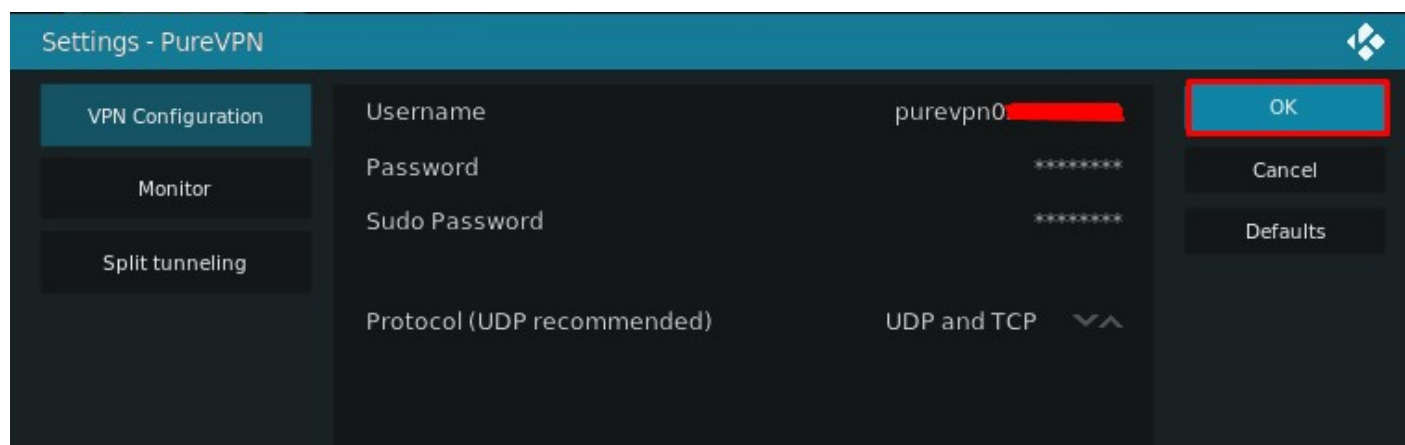 Settings - PureVPN
VPN Configuration
Monitor
Split tunneling
Username purevpn0
Password ********
Sudo Password ********
Protocol (UDP recommended) UDP and TCP
OK
Cancel
Defaults